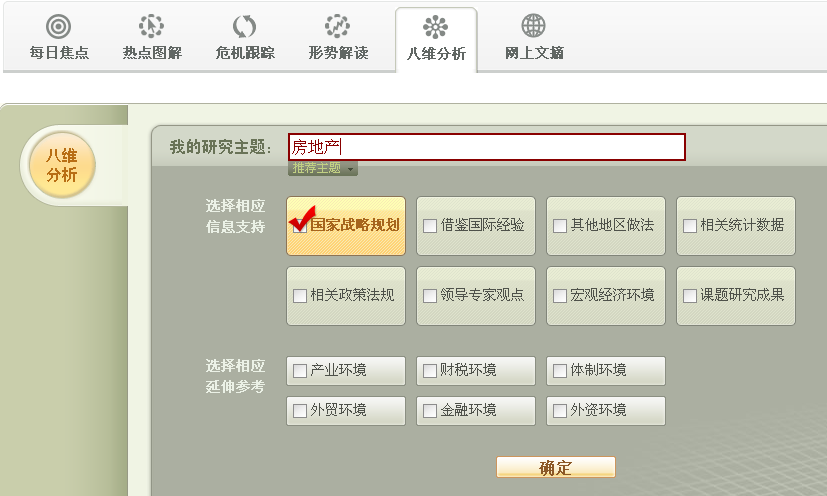 每日焦点 热点图解 危机跟踪 形势解读 八维分析 网上文摘
八维
分析
我的研究主题： 房地产
推荐主题
选择相应
信息支持
国家战略规划 借鉴国际经验 其他地区做法 相关统计数据
相关政策法规 领导专家观点 宏观经济环境 课题研究成果
选择相应
延伸参考
产业环境 财税环境 体制环境
外贸环境 金融环境 外资环境
确定